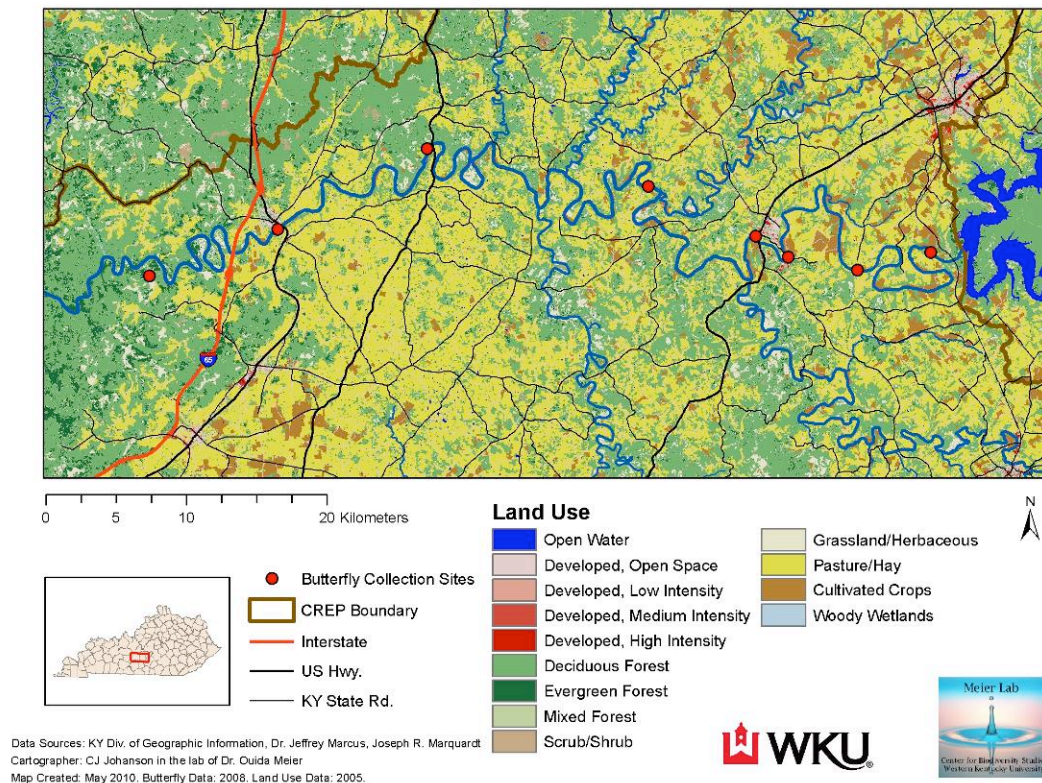 65
0 5 10 20 Kilometers
Butterfly Collection Sites
CREP Boundary
Interstate
US Hwy.
KY State Rd.
Land Use
Open Water
Developed, Open Space
Developed, Low Intensity
Developed, Medium Intensity
Developed, High Intensity
Deciduous Forest
Evergreen Forest
Mixed Forest
Scrub/Shrub
Grassland/Herbaceous
Pasture/Hay
Cultivated Crops
Woody Wetlands
N
Data Sources: KY Div. of Geographic Information, Dr. Jeffrey Marcus, Joseph R. Marquardt
Cartographer: CJ Johanson in the lab of Dr. Ouida Meier
Map Created: May 2010. Butterfly Data: 2008. Land Use Data: 2005.
WKU®
Meier Lab
Center for Biodiversity Studies
Western Kentucky University